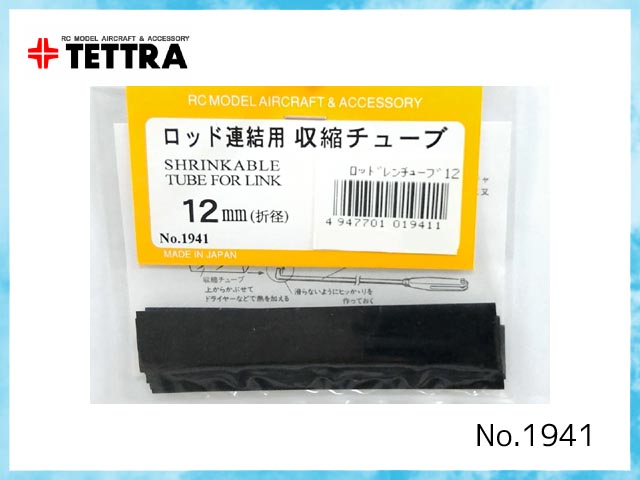 RC MODEL AIRCRAFT & ACCESSORY
TETTRA
RC MODEL AIRCRAFT & ACCESSORY
ロッド連結用 収縮チューブ
SHRINKABLE
TUBE FOR LINK
12mm(折径)
No.1941
MADE IN JAPAN
ロッドレンチューブ12
4 947701 019411
収縮チューブ
上からかぶせて
ドライヤーなどで熱を加える
滑らないようにヒッかかりを
作っておく
No.1941